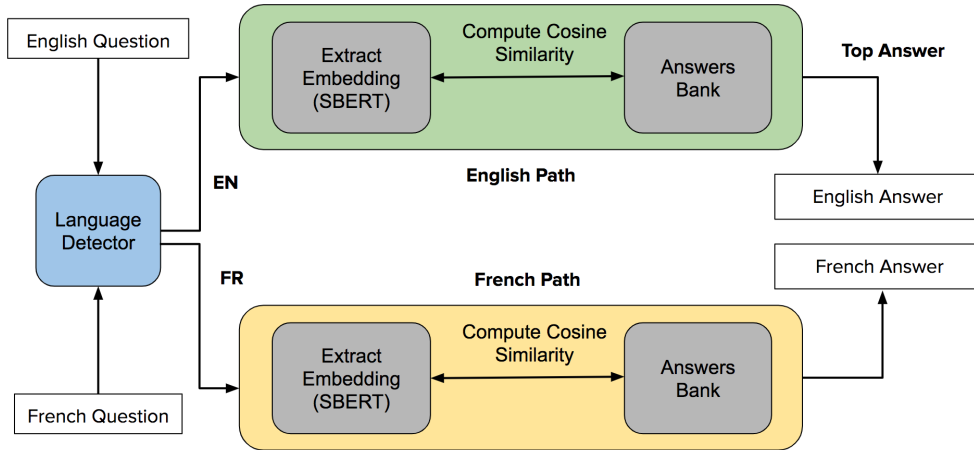 English Question
Extract
Embedding
(SBERT)
Compute Cosine
Similarity
Answers
Bank
Top Answer
EN
English Path
English Answer
Language
Detector
FR
French Path
French Answer
Extract
Embedding
(SBERT)
Compute Cosine
Similarity
Answers
Bank
French Question